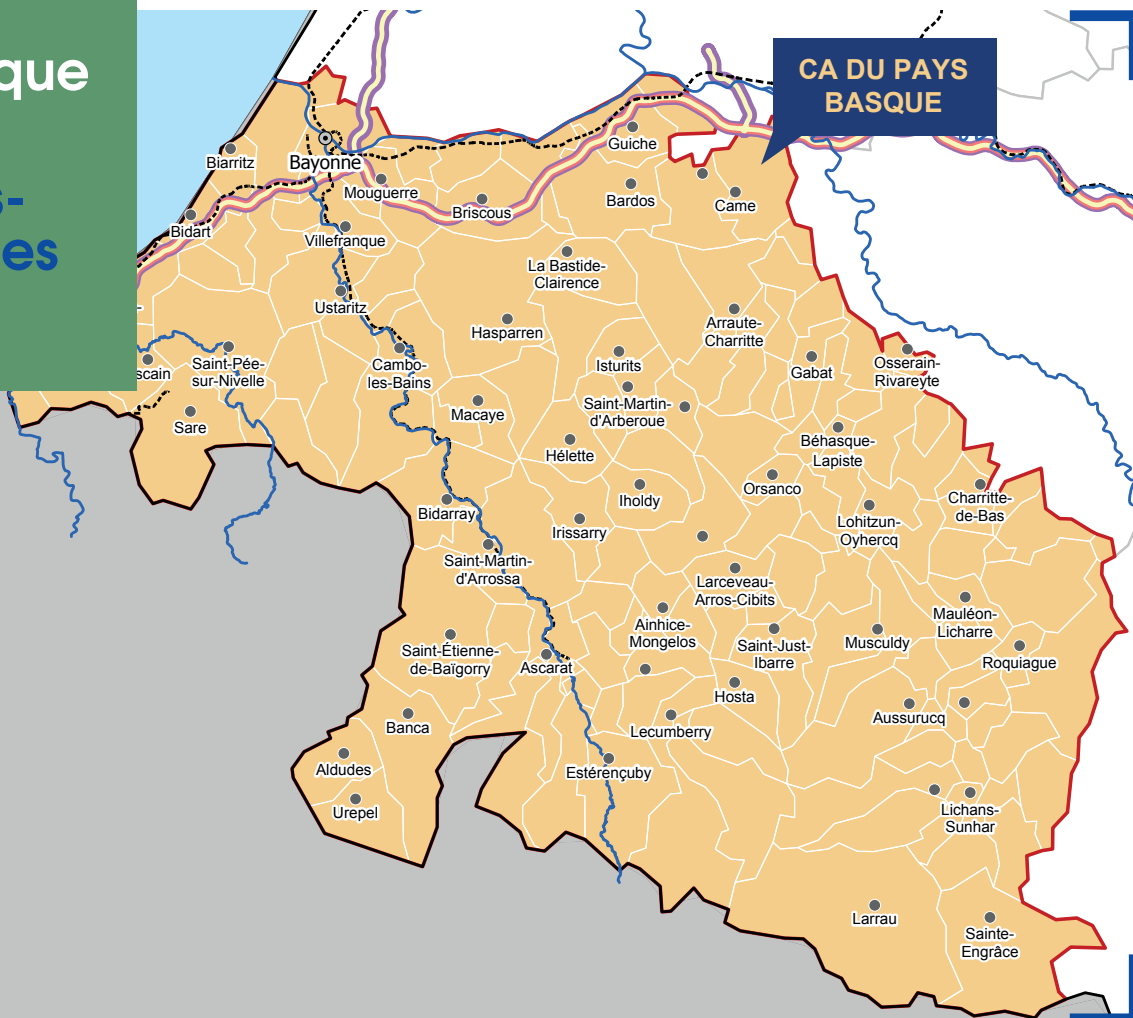 que
s-
es
CA DU PAYS
BASQUE
Guiche
Biarritz
Bayonne
Mouguerre
Bardos
Came
Briscous
Bidart
Villefranque
La Bastide-
Clairence
Ustaritz
Hasparren
Arraute-
Charritte
-
scain
Saint-Pée-
sur-Nivelle
Cambo-
les-Bains
Isturits
Gabat
Osserain-
Rivareyte
Saint-Martin-
d'Arberoue
Macaye
Sare
Béhasque-
Lapiste
Hélette
Orsanco
Iholdy
Charritte-
de-Bas
Bidarray
Irissarry
Lohitzun-
Oyhercq
Saint-Martin-
d'Arrossa
Larceveau-
Arros-Cibits
Mauléon-
Licharre
Ainhice-
Mongelos
Saint-Just-
Ibarre
Musculdy
Saint-Étienne-
de-Baïgorry
Ascarat
Roquiague
Hosta
Aussurucq
Banca
Lecumberry
Aldudes
Estérençuby
Urepel
Lichans-
Sunhar
Larrau
Sainte-
Engrâce